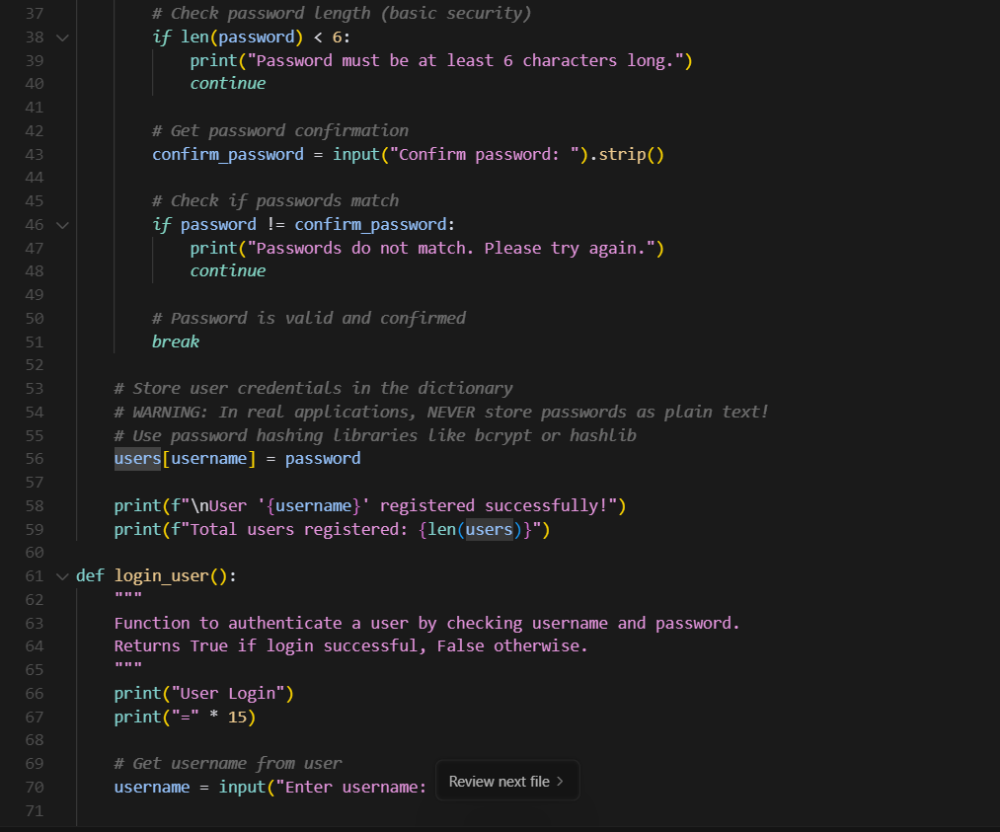 37 # Check password length (basic security)
38 if len(password) < 6:
39 print("Password must be at least 6 characters long.")
40 continue
41
42 # Get password confirmation
43 confirm_password = input("Confirm password: ").strip()
44
45 # Check if passwords match
46 if password != confirm_password:
47 print("Passwords do not match. Please try again.")
48 continue
49
50 # Password is valid and confirmed
51 break
52
53 # Store user credentials in the dictionary
54 # WARNING: In real applications, NEVER store passwords as plain text!
55 # Use password hashing libraries like bcrypt or hashlib
56 users[username] = password
57
58 print(f"\nUser '{username}' registered successfully!")
59 print(f"Total users registered: {len(users)}")
60
61 def login_user():
62 """
63 Function to authenticate a user by checking username and password.
64 Returns True if login successful, False otherwise.
65 """
66 print("User Login")
67 print("=" * 15)
68
69 # Get username from user
70 username = input("Enter username:
Review next file >
71